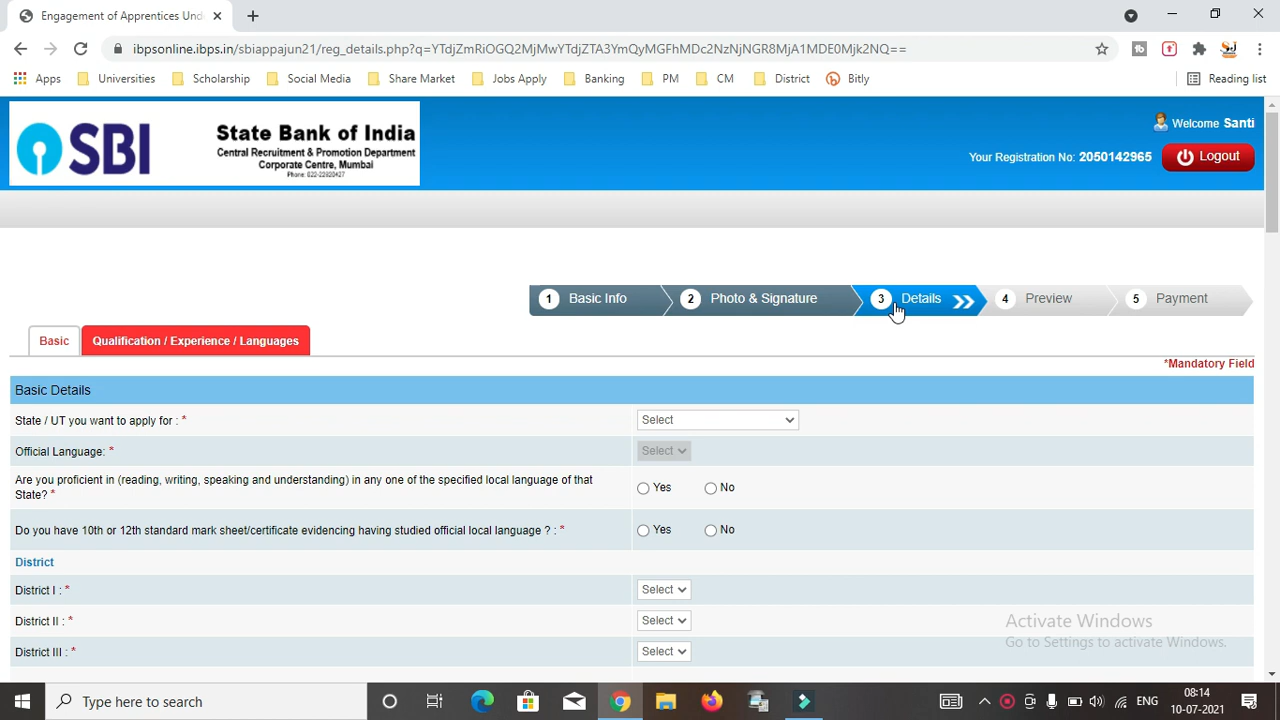 Engagement of Apprentices Und
ibpsonline.ibps.in/sbiappajun21/reg_details.php?q=YTdjZmRiOGQ2MjMwYTdjZTA3YmQyMGFhMDc2NzNjNGR8MjA1MDE0Mjk2NQ==
Apps Universities Scholarship Social Media Share Market Jobs Apply Banking PM CM District Bitly Reading list
SBI
State Bank of India
Central Recruitment & Promotion Department
Corporate Centre, Mumbai
Phone: 022-22820427
Welcome Santi
Your Registration No: 2050142965 Logout
1 Basic Info 2 Photo & Signature 3 Details 4 Preview 5 Payment
Basic Qualification / Experience / Languages
*Mandatory Field
Basic Details
State / UT you want to apply for : * Select
Official Language: * Select
Are you proficient in (reading, writing, speaking and understanding) in any one of the specified local language of that
State? * Yes No
Do you have 10th or 12th standard mark sheet/certificate evidencing having studied official local language ? : * Yes No
District
District I : * Select
District II : * Select
District III : * Select
Activate Windows
Go to Settings to activate Windows.
Type here to search
ENG
08:14
10-07-2021